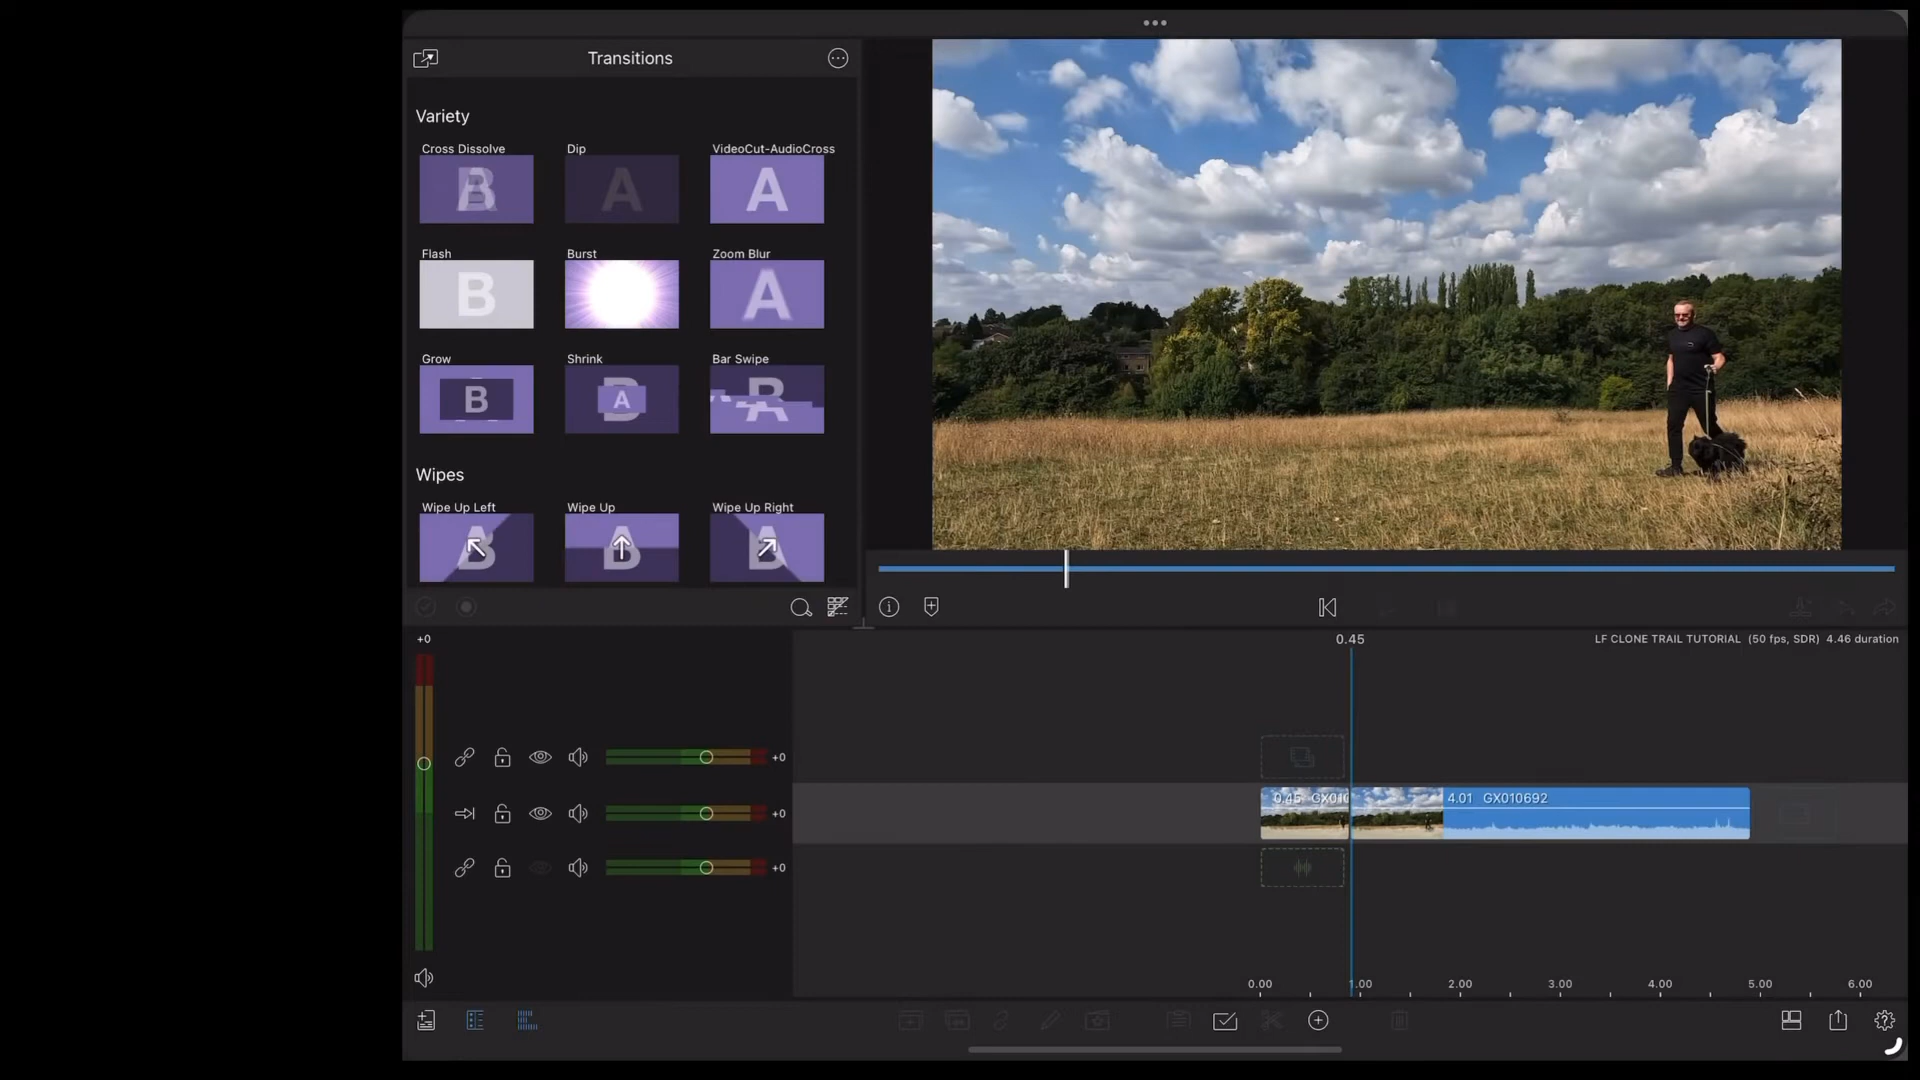 Transitions
Variety
Cross Dissolve
Dip
VideoCut-AudioCross
B
A
A
Flash
Burst
Zoom Blur
B
A
Grow
Shrink
Bar Swipe
B
A
Wipes
Wipe Up Left
Wipe Up
Wipe Up Right
+0
0.45
LF CLONE TRAIL TUTORIAL (50 fps, SDR) 4.46 duration
+0
0.45 GX010
4.01 GX010692
+0
+0
0.00
1.00
2.00
3.00
4.00
5.00
6.00